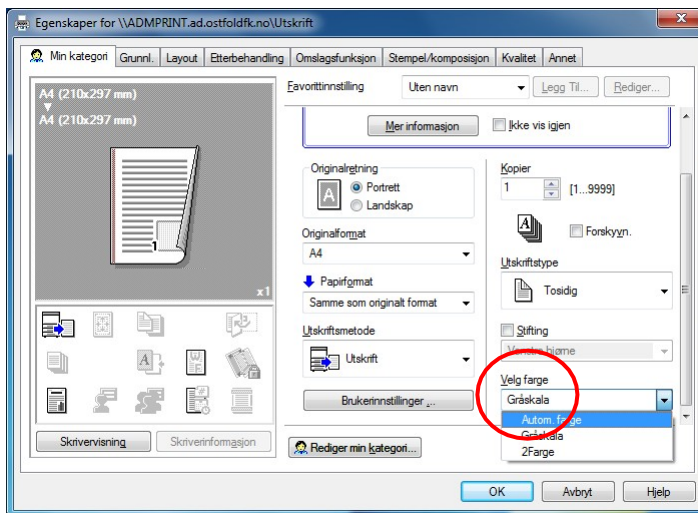 Egenskaper for \\ADMPRINT.ad.ostfoldfk.no\Utskrift
Min kategori Grunnl. Layout Etterbehandling Omslagsfunksjon Stempel/komposisjon Kvalitet Annet
A4 (210x297 mm)
A4 (210x297 mm)
1
x1
Skrivervisning Skriverinformasjon
Favorittinnstilling Uten navn Legg Til... Rediger...
Mer informasjon Ikke vis igjen
Originalretning
A Portrett
Landskap
Originalformat
A4
Papirformat
Samme som originalt format
Utskriftsmetode
Utskrift
Brukerinnstillinger ...
Rediger min kategori...
Kopier
1 [1...9999]
A Forskyvn.
Utskriftstype
Tosidig
Stifting
Venstre hjørne
Velg farge
Gråskala
Autom. farge
Gråskala
2Farge
OK Avbryt Hjelp